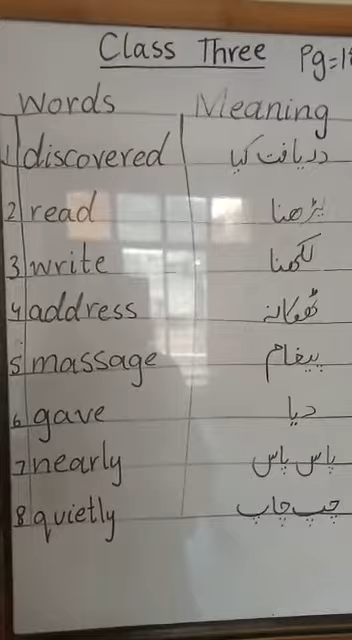 Class Three Pg=18
Words Meaning
1 discovered دریافت کیا
2 read پڑھنا
3 write لکھنا
4 address ٹھکانہ
5 massage پیغام
6 gave دیا
7 nearly پاس پاس
8 quietly چپ چاپ